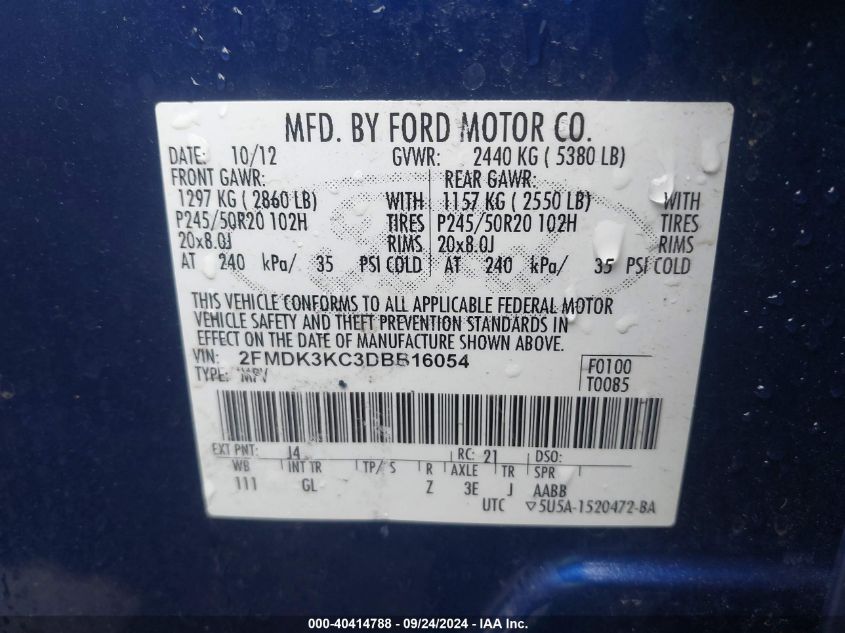 MFD. BY FORD MOTOR CO.
DATE: 10/12 GVWR: 2440 KG ( 5380 LB)
FRONT GAWR: REAR GAWR:
1297 KG ( 2860 LB) WITH 1157 KG ( 2550 LB) WITH
P245/50R20 102H TIRES P245/50R20 102H TIRES
20x8.0J RIMS 20x8.0J RIMS
AT 240 kPa/ 35 PSI COLD AT 240 kPa/ 35 PSI COLD
THIS VEHICLE CONFORMS TO ALL APPLICABLE FEDERAL MOTOR
VEHICLE SAFETY AND THEFT PREVENTION STANDARDS IN
EFFECT ON THE DATE OF MANUFACTURE SHOWN ABOVE.
VIN: 2FMDK3KC3DBB16054 F0100
TYPE: MPV T0085
EXT PNT: J4 RC: 21 DSO:
WB INT TR TP/ S R AXLE TR SPR
111 GL Z 3E J AABB
UTC ▽5U5A-1520472-BA
000-40414788 - 09/24/2024 - IAA Inc.